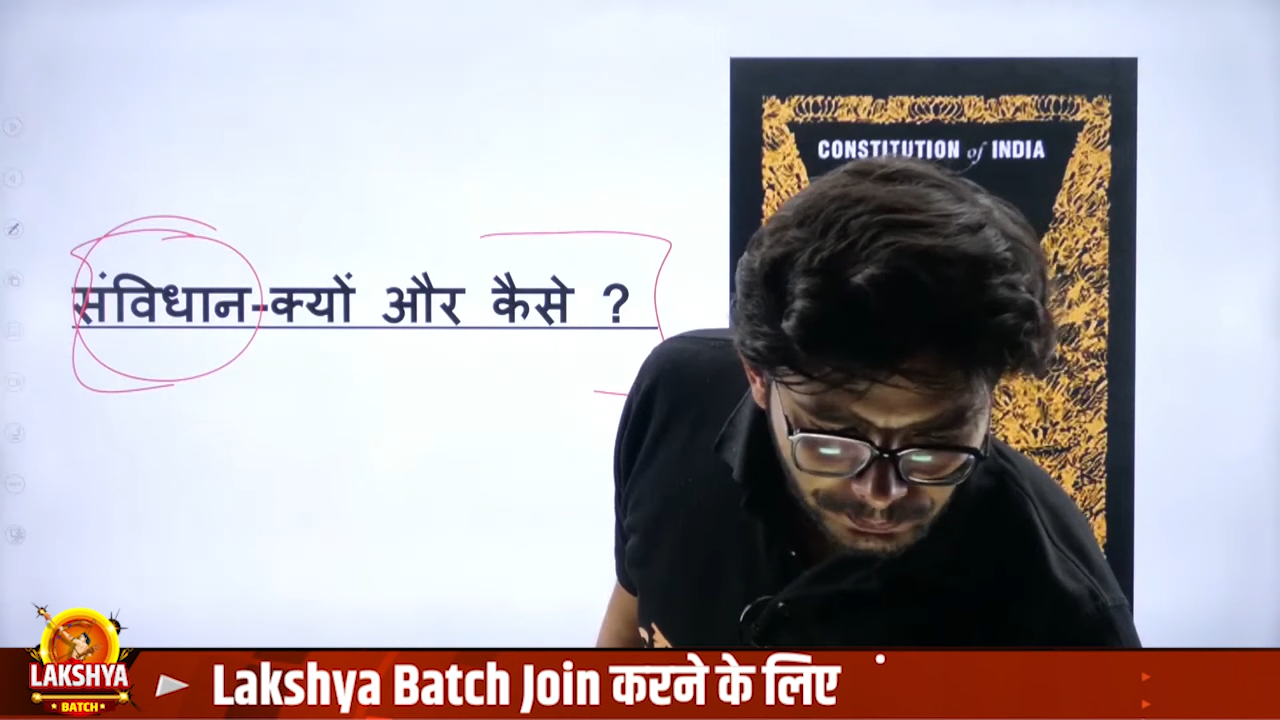 CONSTITUTION of INDIA
संविधान-क्यों और कैसे ?
LAKSHYA
BATCH
Lakshya Batch Join करने के लिए